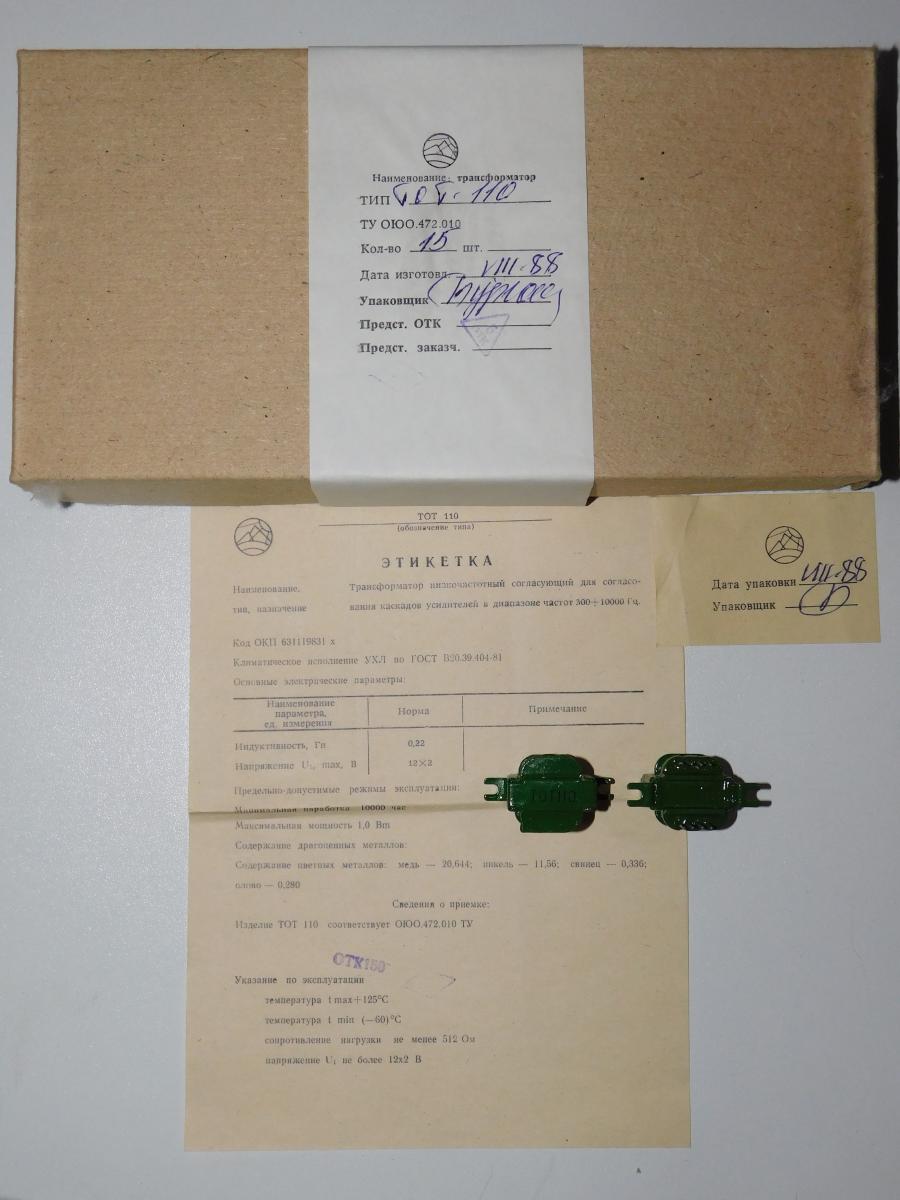 Наименование: трансформатор
ТИП ТОТ-110
ТУ ОЮО.472.010
Кол-во 15 шт.
Дата изготовл. VIII-88
Упаковщик
Предст. ОТК
Предст. заказч.
ТОТ 110
(обозначение типа)
ЭТИКЕТКА
Наименование, Трансформатор низкочастотный согласующий для согласо-
тип, назначение вания каскадов усилителей в диапазоне частот 300÷10000 Гц.
Код ОКП 631119831 х
Климатическое исполнение УХЛ по ГОСТ В20.39.404-81
Основные электрические параметры:
Наименование параметра, ед. измерения Норма Примечание
Индуктивность, Гн 0,22
Напряжение U₁, max, В 12×2
Предельно-допустимые режимы эксплуатации:
Минимальная наработка 10000 час
Максимальная мощность 1,0 Вт
Содержание драгоценных металлов:
Содержание цветных металлов: медь — 20,644; никель — 11,56; свинец — 0,336;
олово — 0,280
Сведения о приемке:
Изделие ТОТ 110 соответствует ОЮО.472.010 ТУ
ОТК150
Указание по эксплуатации
температура t max+125°С
температура t min (—60)°С
сопротивление нагрузки не менее 512 Ом
напряжение U₁ не более 12х2 В
Дата упаковки VIII-88
Упаковщик
ТОТ110